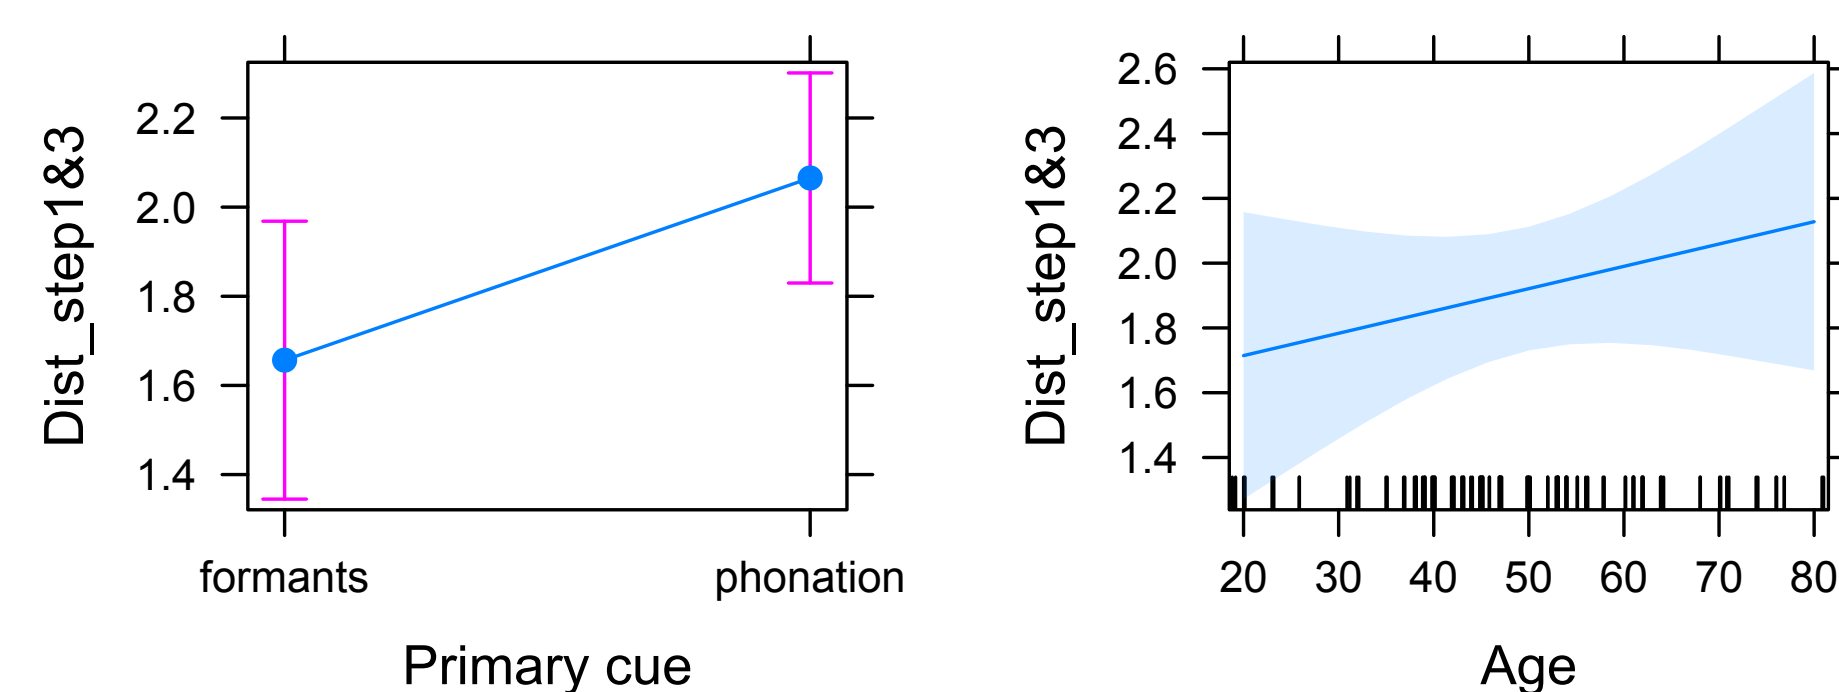 Dist_step1&3
2.2
2.0
1.8
1.6
1.4
formants phonation
Primary cue
Dist_step1&3
2.6
2.4
2.2
2.0
1.8
1.6
1.4
20 30 40 50 60 70 80
Age